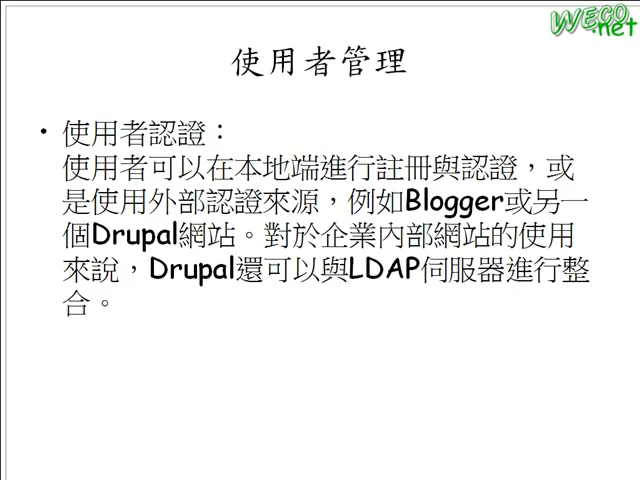 WECO.net
使用者管理
• 使用者認證：
使用者可以在本地端進行註冊與認證，或
是使用外部認證來源，例如Blogger或另一
個Drupal網站。對於企業內部網站的使用
來說，Drupal還可以與LDAP伺服器進行整
合。